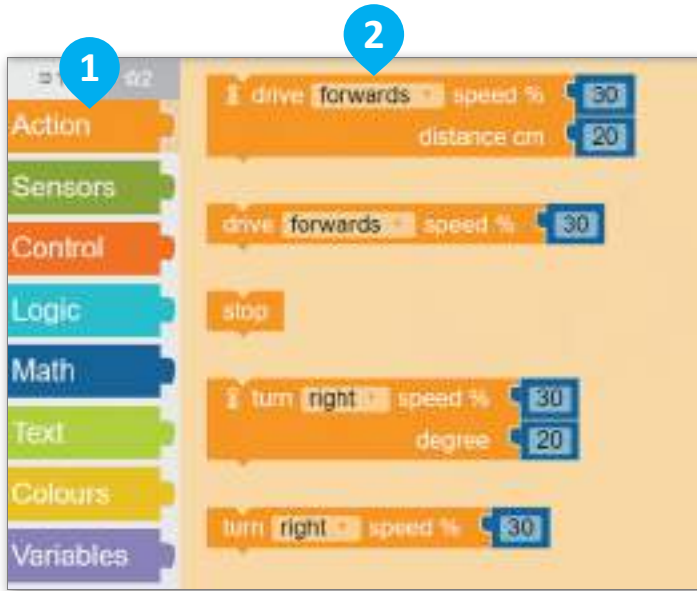 1
2
Action
Sensors
Control
Logic
Math
Text
Colours
Variables
drive forwards speed % 30
distance cm 20
drive forwards speed % 30
stop
turn right speed % 30
degree 20
turn right speed % 30